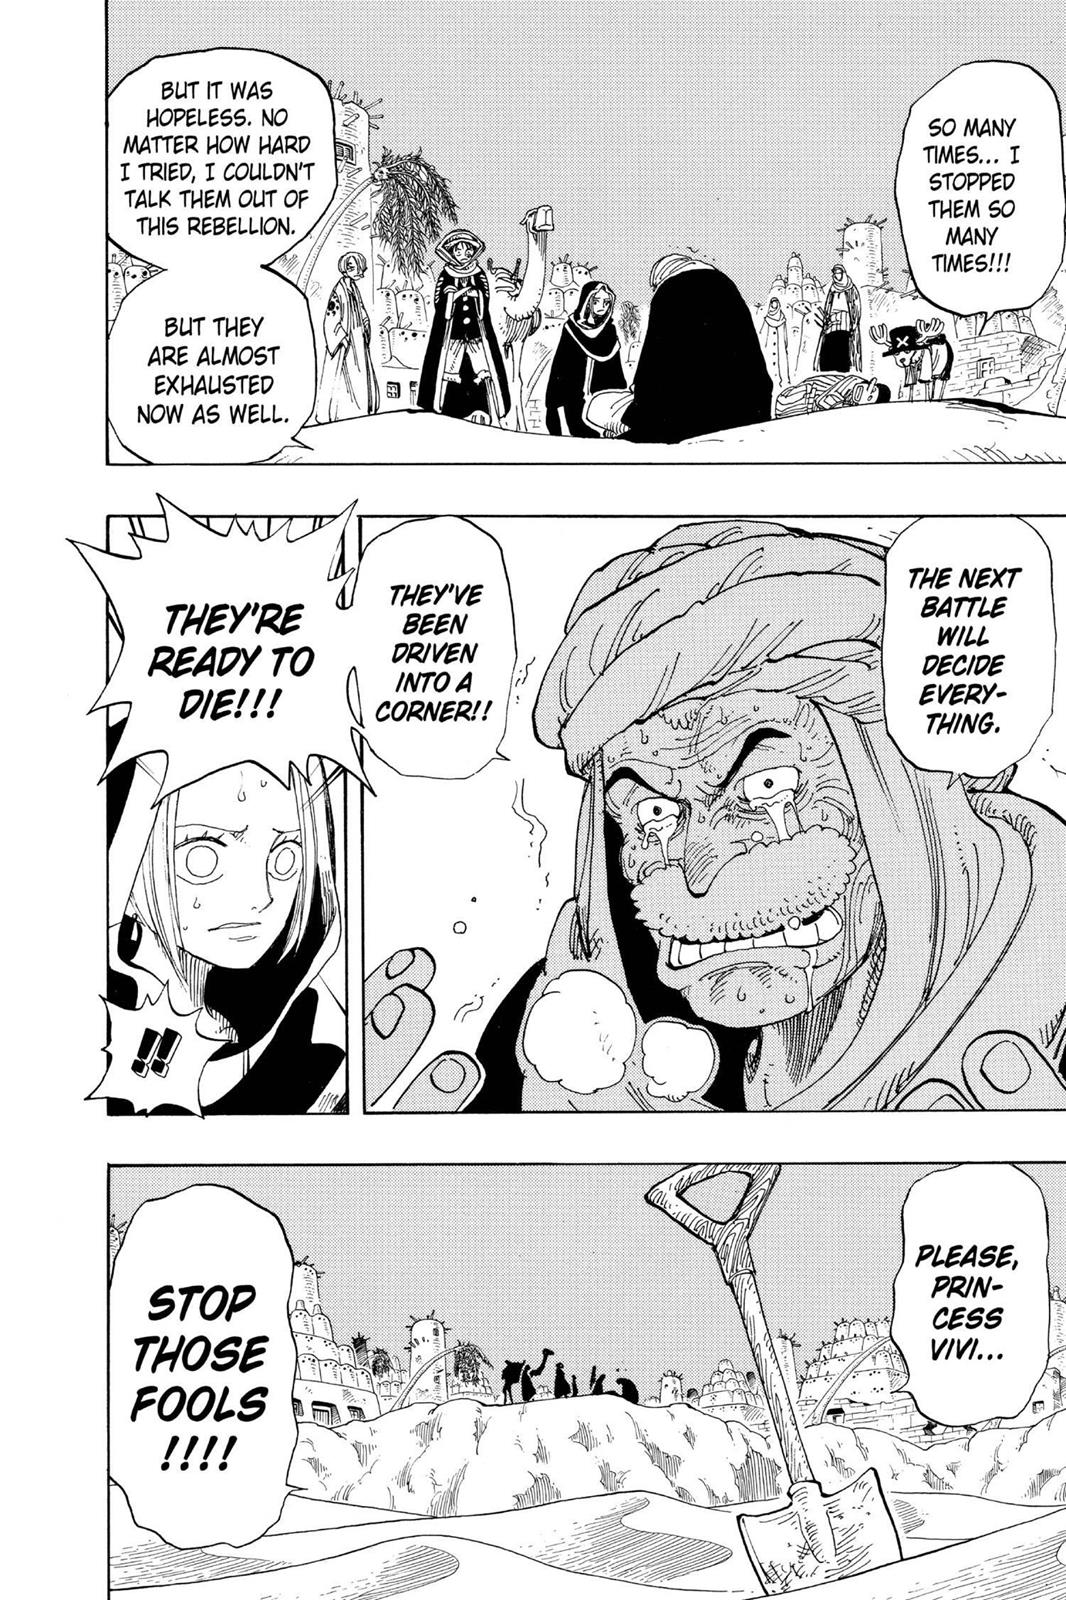 SO MANY
TIMES... I
STOPPED
THEM SO
MANY
TIMES!!!
BUT IT WAS
HOPELESS. NO
MATTER HOW HARD
I TRIED, I COULDN'T
TALK THEM OUT OF
THIS REBELLION.
BUT THEY
ARE ALMOST
EXHAUSTED
NOW AS WELL.
THE NEXT
BATTLE
WILL
DECIDE
EVERY-
THING.
THEY'VE
BEEN
DRIVEN
INTO A
CORNER!!
THEY'RE
READY TO
DIE!!!
!!
PLEASE,
PRIN-
CESS
VIVI...
STOP
THOSE
FOOLS
!!!!